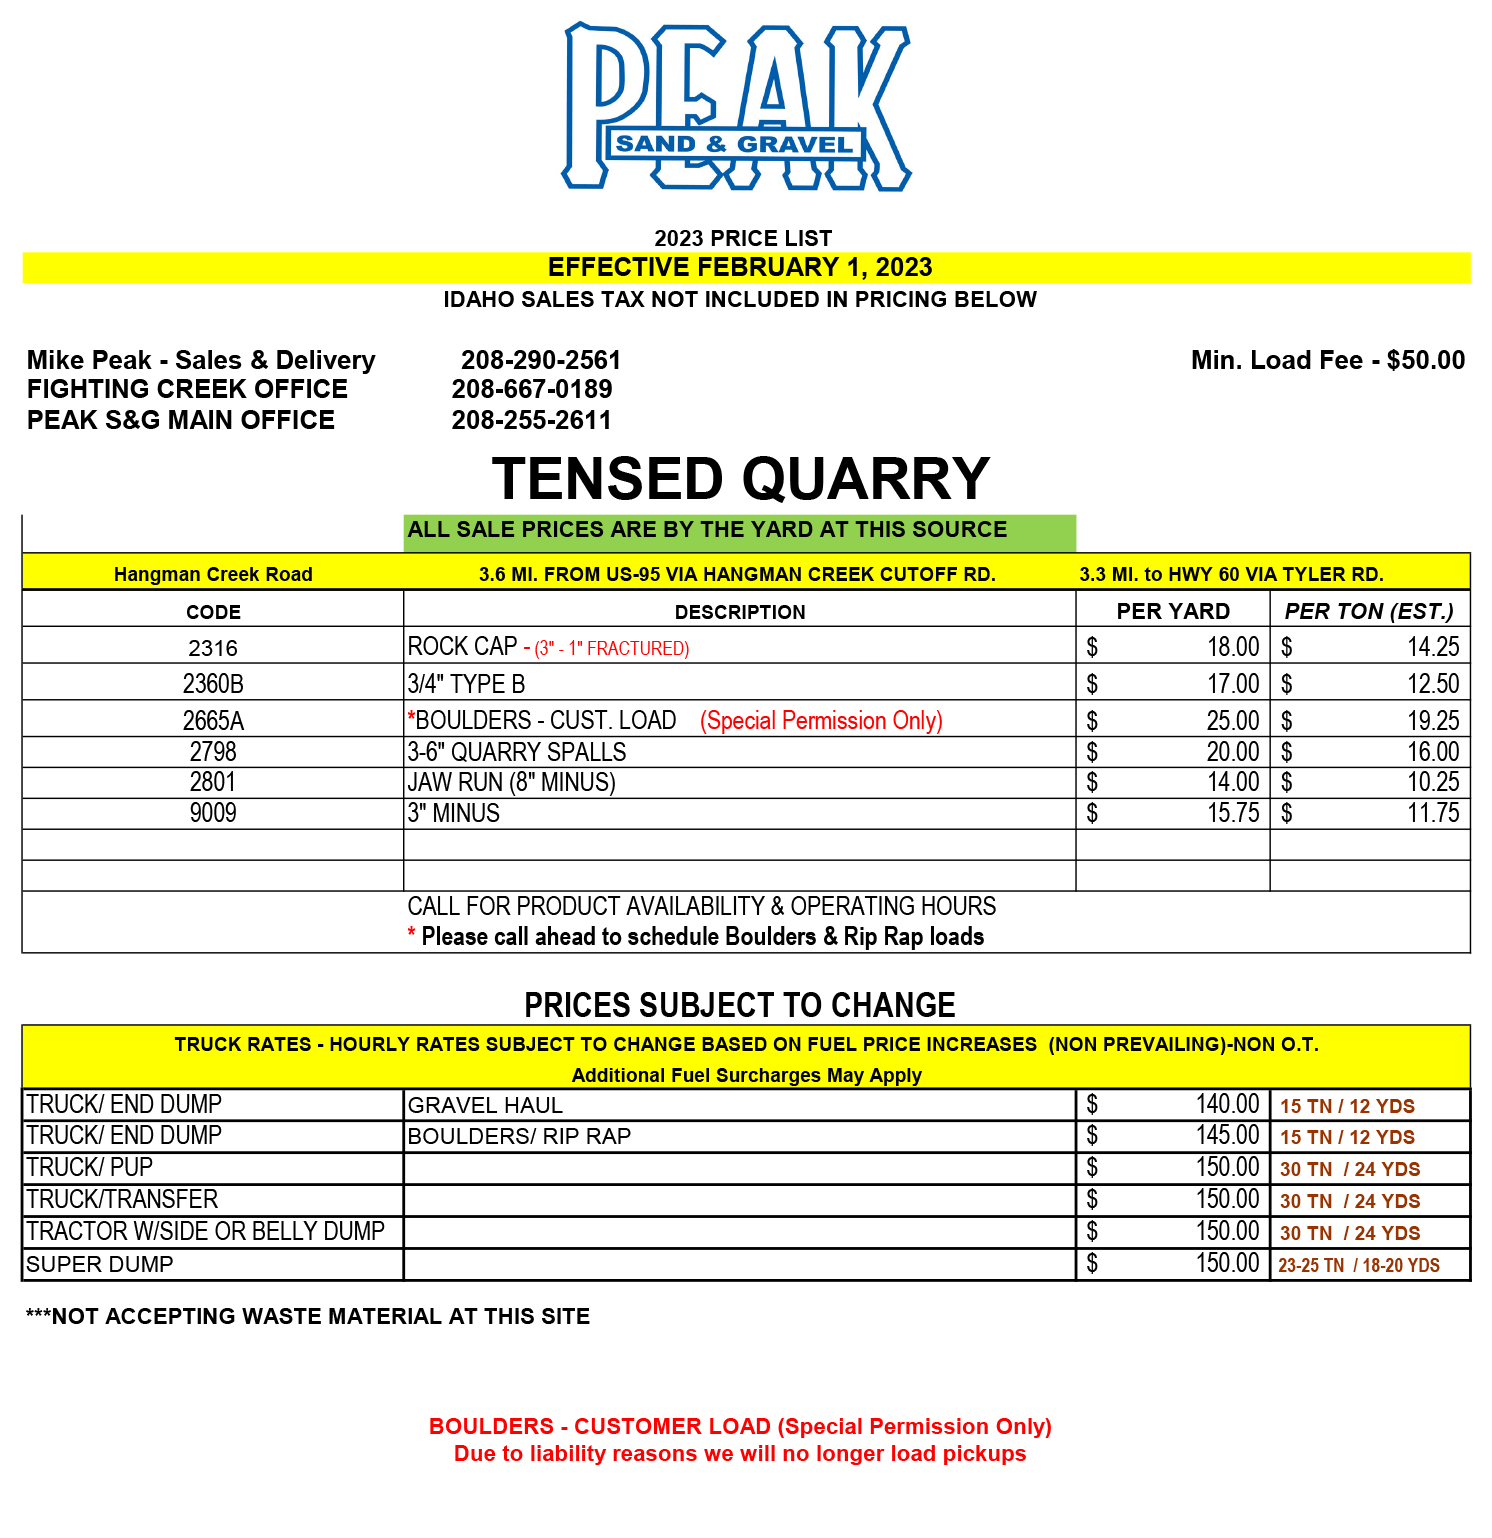 PEAK
SAND & GRAVEL
2023 PRICE LIST
EFFECTIVE FEBRUARY 1, 2023
IDAHO SALES TAX NOT INCLUDED IN PRICING BELOW
Mike Peak - Sales & Delivery 208-290-2561 Min. Load Fee - $50.00
FIGHTING CREEK OFFICE 208-667-0189
PEAK S&G MAIN OFFICE 208-255-2611
TENSED QUARRY
ALL SALE PRICES ARE BY THE YARD AT THIS SOURCE
Hangman Creek Road 3.6 MI. FROM US-95 VIA HANGMAN CREEK CUTOFF RD. 3.3 MI. to HWY 60 VIA TYLER RD.
CODE DESCRIPTION PER YARD PER TON (EST.)
2316 ROCK CAP - (3" - 1" FRACTURED) $ 18.00 $ 14.25
2360B 3/4" TYPE B $ 17.00 $ 12.50
2665A *BOULDERS - CUST. LOAD (Special Permission Only) $ 25.00 $ 19.25
2798 3-6" QUARRY SPALLS $ 20.00 $ 16.00
2801 JAW RUN (8" MINUS) $ 14.00 $ 10.25
9009 3" MINUS $ 15.75 $ 11.75
CALL FOR PRODUCT AVAILABILITY & OPERATING HOURS
* Please call ahead to schedule Boulders & Rip Rap loads
PRICES SUBJECT TO CHANGE
TRUCK RATES - HOURLY RATES SUBJECT TO CHANGE BASED ON FUEL PRICE INCREASES (NON PREVAILING)-NON O.T.
Additional Fuel Surcharges May Apply
TRUCK/ END DUMP GRAVEL HAUL $ 140.00 15 TN / 12 YDS
TRUCK/ END DUMP BOULDERS/ RIP RAP $ 145.00 15 TN / 12 YDS
TRUCK/ PUP $ 150.00 30 TN / 24 YDS
TRUCK/TRANSFER $ 150.00 30 TN / 24 YDS
TRACTOR W/SIDE OR BELLY DUMP $ 150.00 30 TN / 24 YDS
SUPER DUMP $ 150.00 23-25 TN / 18-20 YDS
***NOT ACCEPTING WASTE MATERIAL AT THIS SITE
BOULDERS - CUSTOMER LOAD (Special Permission Only)
Due to liability reasons we will no longer load pickups